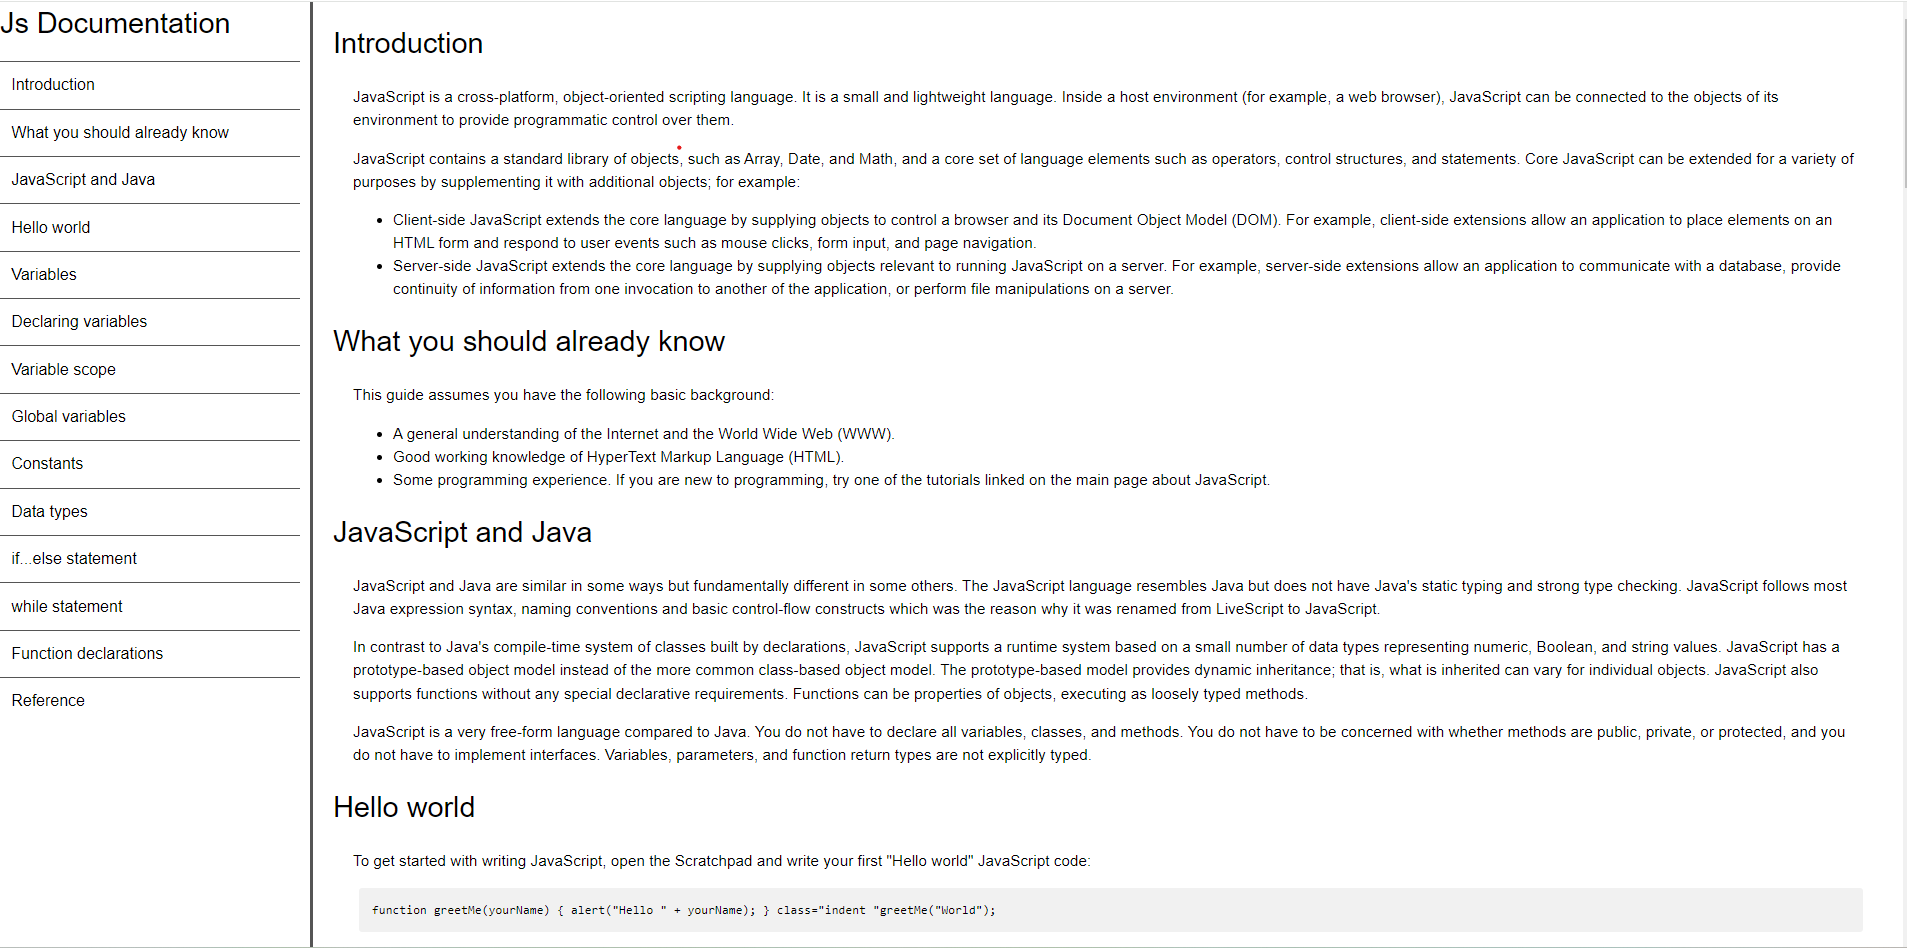 Js Documentation
Introduction
What you should already know
JavaScript and Java
Hello world
Variables
Declaring variables
Variable scope
Global variables
Constants
Data types
if...else statement
while statement
Function declarations
Reference
Introduction
JavaScript is a cross-platform, object-oriented scripting language. It is a small and lightweight language. Inside a host environment (for example, a web browser), JavaScript can be connected to the objects of its
environment to provide programmatic control over them.
JavaScript contains a standard library of objects, such as Array, Date, and Math, and a core set of language elements such as operators, control structures, and statements. Core JavaScript can be extended for a variety of
purposes by supplementing it with additional objects; for example:
• Client-side JavaScript extends the core language by supplying objects to control a browser and its Document Object Model (DOM). For example, client-side extensions allow an application to place elements on an
HTML form and respond to user events such as mouse clicks, form input, and page navigation.
• Server-side JavaScript extends the core language by supplying objects relevant to running JavaScript on a server. For example, server-side extensions allow an application to communicate with a database, provide
continuity of information from one invocation to another of the application, or perform file manipulations on a server.
What you should already know
This guide assumes you have the following basic background:
• A general understanding of the Internet and the World Wide Web (WWW).
• Good working knowledge of HyperText Markup Language (HTML).
• Some programming experience. If you are new to programming, try one of the tutorials linked on the main page about JavaScript.
JavaScript and Java
JavaScript and Java are similar in some ways but fundamentally different in some others. The JavaScript language resembles Java but does not have Java's static typing and strong type checking. JavaScript follows most
Java expression syntax, naming conventions and basic control-flow constructs which was the reason why it was renamed from LiveScript to JavaScript.
In contrast to Java's compile-time system of classes built by declarations, JavaScript supports a runtime system based on a small number of data types representing numeric, Boolean, and string values. JavaScript has a
prototype-based object model instead of the more common class-based object model. The prototype-based model provides dynamic inheritance; that is, what is inherited can vary for individual objects. JavaScript also
supports functions without any special declarative requirements. Functions can be properties of objects, executing as loosely typed methods.
JavaScript is a very free-form language compared to Java. You do not have to declare all variables, classes, and methods. You do not have to be concerned with whether methods are public, private, or protected, and you
do not have to implement interfaces. Variables, parameters, and function return types are not explicitly typed.
Hello world
To get started with writing JavaScript, open the Scratchpad and write your first "Hello world" JavaScript code:
function greetMe(yourName) { alert("Hello " + yourName); } class="indent "greetMe("World");